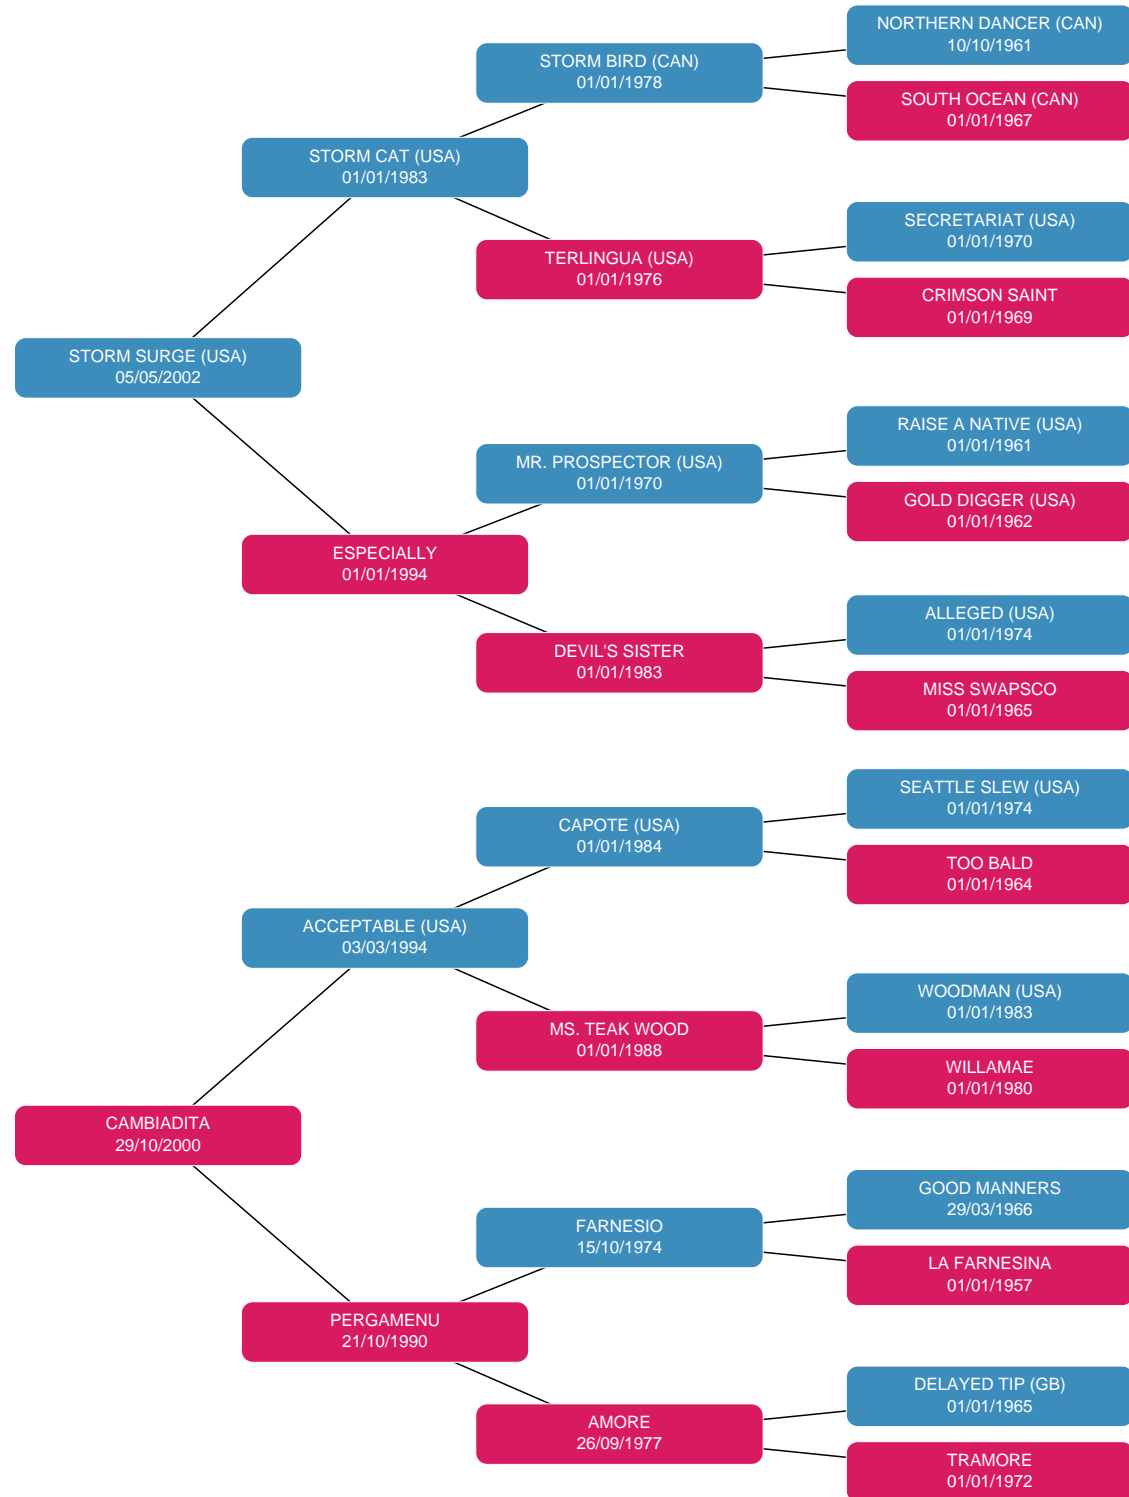 NORTHERN DANCER (CAN)
10/10/1961
STORM BIRD (CAN)
01/01/1978
SOUTH OCEAN (CAN)
01/01/1967
STORM CAT (USA)
01/01/1983
SECRETARIAT (USA)
01/01/1970
TERLINGUA (USA)
01/01/1976
CRIMSON SAINT
01/01/1969
STORM SURGE (USA)
05/05/2002
RAISE A NATIVE (USA)
01/01/1961
MR. PROSPECTOR (USA)
01/01/1970
GOLD DIGGER (USA)
01/01/1962
ESPECIALLY
01/01/1994
ALLEGED (USA)
01/01/1974
DEVIL'S SISTER
01/01/1983
MISS SWAPSCO
01/01/1965
SEATTLE SLEW (USA)
01/01/1974
CAPOTE (USA)
01/01/1984
TOO BALD
01/01/1964
ACCEPTABLE (USA)
03/03/1994
WOODMAN (USA)
01/01/1983
MS. TEAK WOOD
01/01/1988
WILLAMAE
01/01/1980
CAMBIADITA
29/10/2000
GOOD MANNERS
29/03/1966
FARNESIO
15/10/1974
LA FARNESINA
01/01/1957
PERGAMENU
21/10/1990
DELAYED TIP (GB)
01/01/1965
AMORE
26/09/1977
TRAMORE
01/01/1972